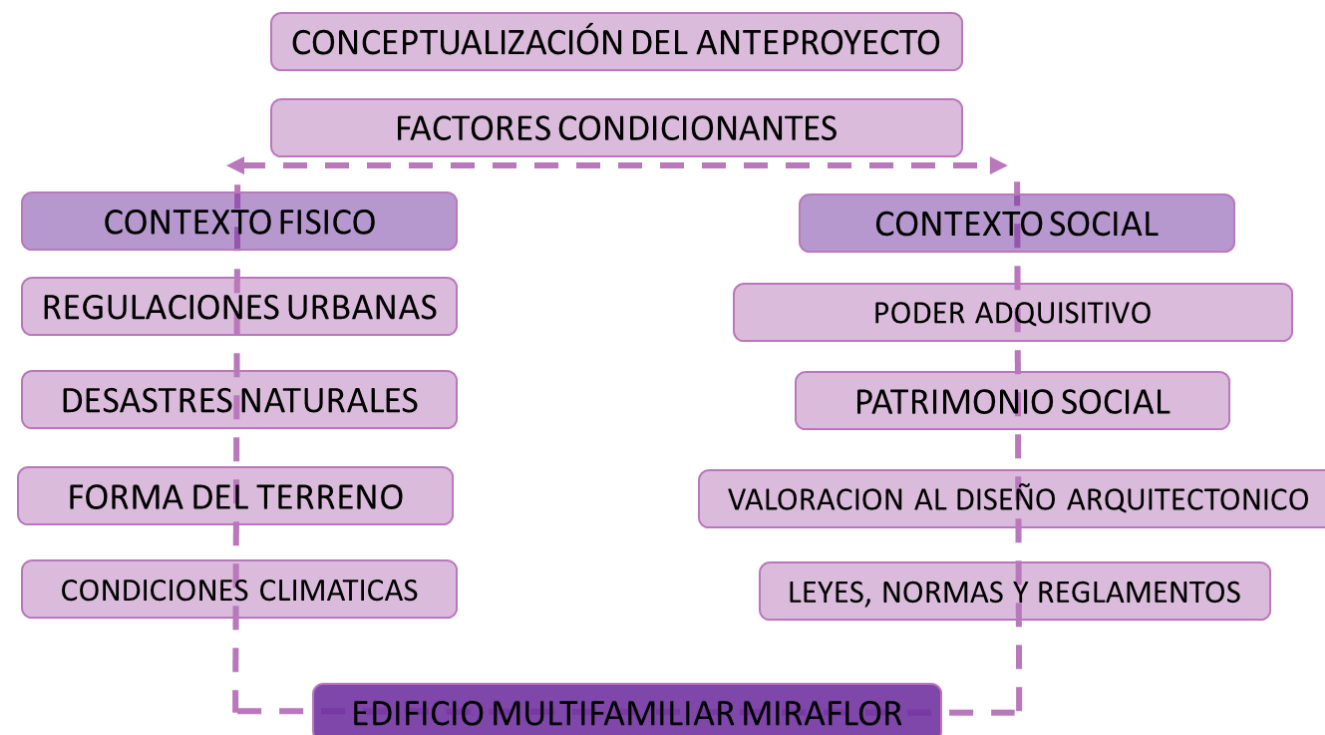 CONCEPTUALIZACIÓN DEL ANTEPROYECTO
FACTORES CONDICIONANTES
CONTEXTO FISICO
REGULACIONES URBANAS
DESASTRES NATURALES
FORMA DEL TERRENO
CONDICIONES CLIMATICAS
CONTEXTO SOCIAL
PODER ADQUISITIVO
PATRIMONIO SOCIAL
VALORACION AL DISEÑO ARQUITECTONICO
LEYES, NORMAS Y REGLAMENTOS
EDIFICIO MULTIFAMILIAR MIRAFLOR